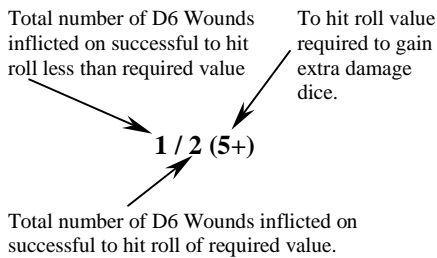 Total number of D6 Wounds
inflicted on successful to hit
roll less than required value
To hit roll value
required to gain
extra damage
dice.
1 / 2 (5+)
Total number of D6 Wounds inflicted on
successful to hit roll of required value.